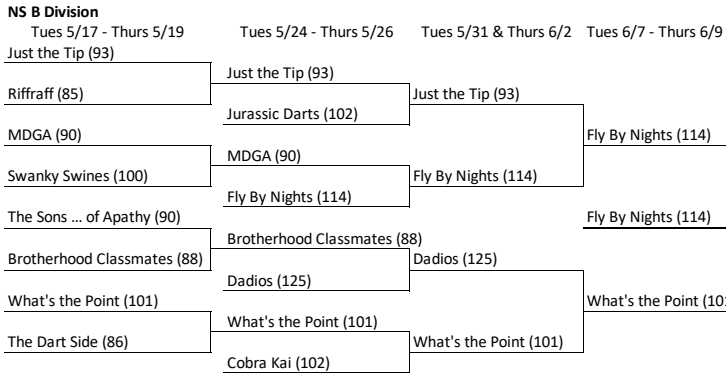 NS B Division
Tues 5/17 - Thurs 5/19
Tues 5/24 - Thurs 5/26
Tues 5/31 & Thurs 6/2
Tues 6/7 - Thurs 6/9
Just the Tip (93)
Just the Tip (93)
Riffraff (85)
Just the Tip (93)
Jurassic Darts (102)
MDGA (90)
Fly By Nights (114)
MDGA (90)
Swanky Swines (100)
Fly By Nights (114)
Fly By Nights (114)
The Sons ... of Apathy (90)
Fly By Nights (114)
Brotherhood Classmates (88)
Brotherhood Classmates (88)
Dadios (125)
Dadios (125)
What's the Point (101)
What's the Point (101
What's the Point (101)
The Dart Side (86)
What's the Point (101)
Cobra Kai (102)